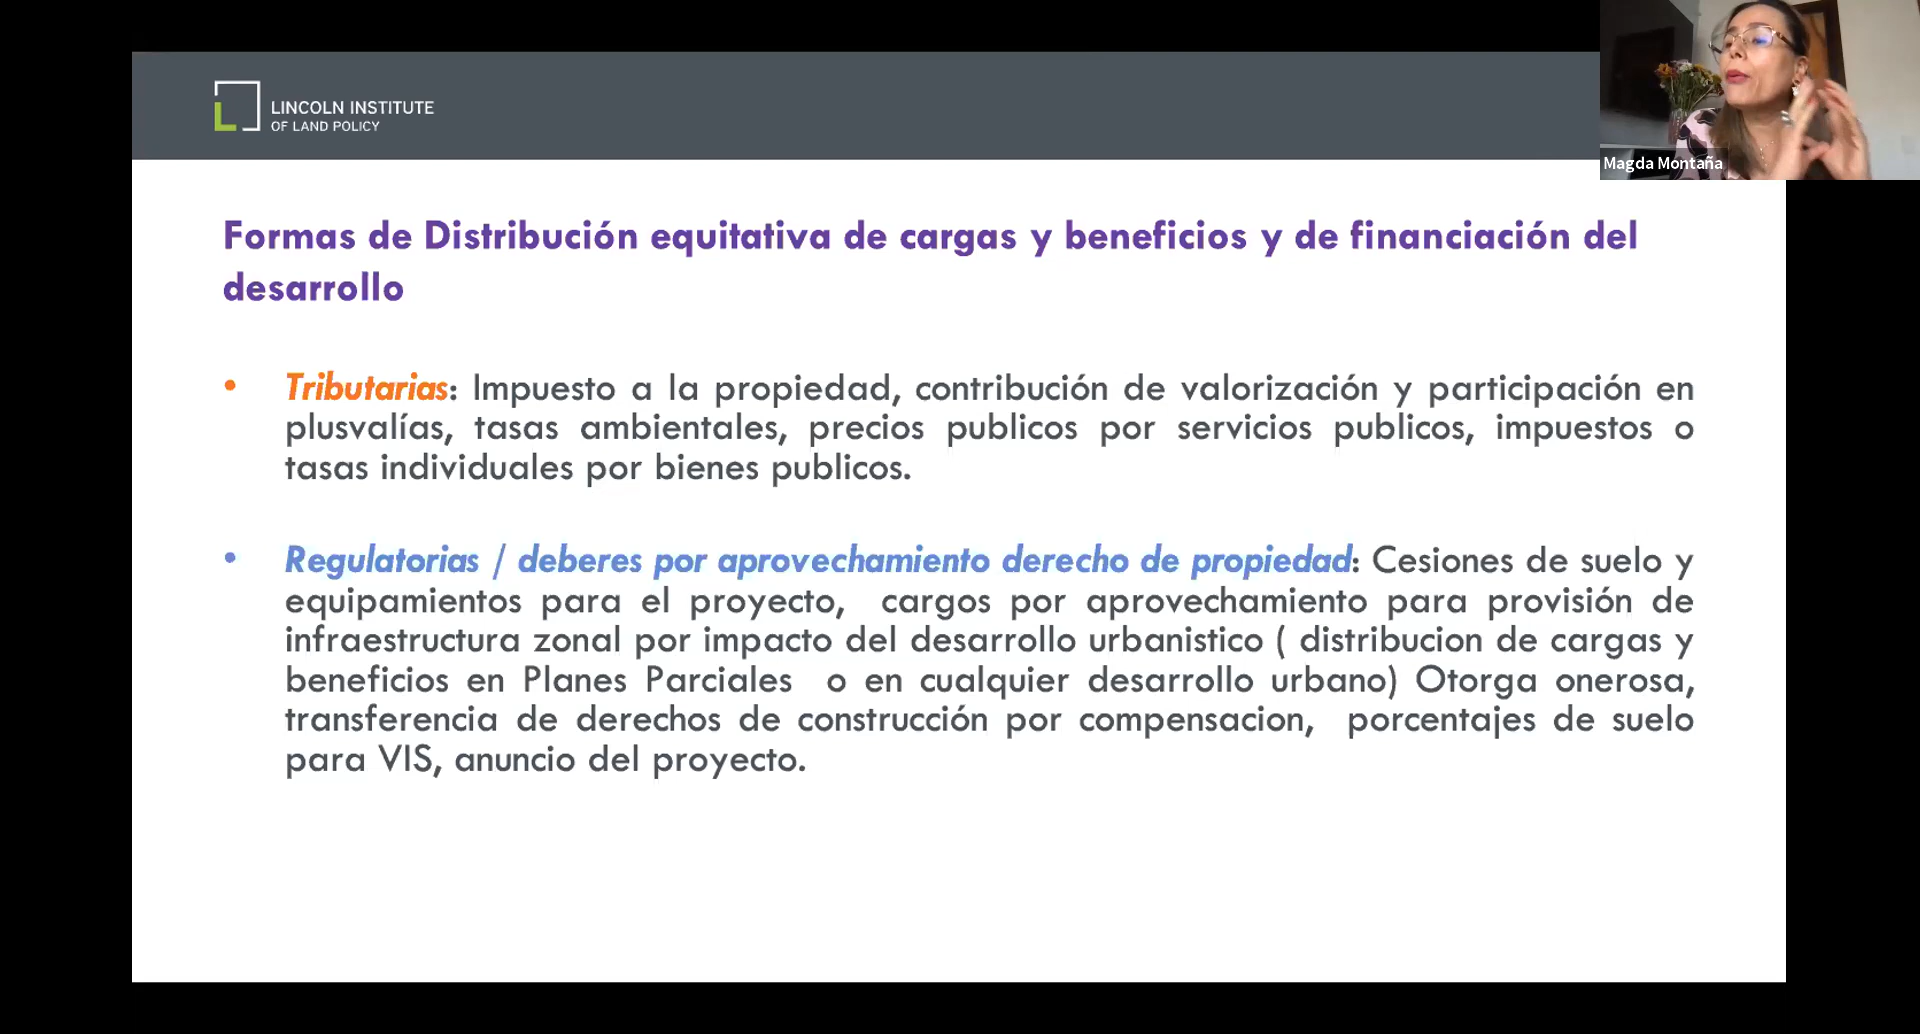 LINCOLN INSTITUTE
OF LAND POLICY
Magda Montaña
Formas de Distribución equitativa de cargas y beneficios y de financiación del
desarrollo
• Tributarias: Impuesto a la propiedad, contribución de valorización y participación en
plusvalías, tasas ambientales, precios publicos por servicios publicos, impuestos o
tasas individuales por bienes publicos.
• Regulatorias / deberes por aprovechamiento derecho de propiedad: Cesiones de suelo y
equipamientos para el proyecto, cargos por aprovechamiento para provisión de
infraestructura zonal por impacto del desarrollo urbanistico ( distribucion de cargas y
beneficios en Planes Parciales o en cualquier desarrollo urbano) Otorga onerosa,
transferencia de derechos de construcción por compensacion, porcentajes de suelo
para VIS, anuncio del proyecto.